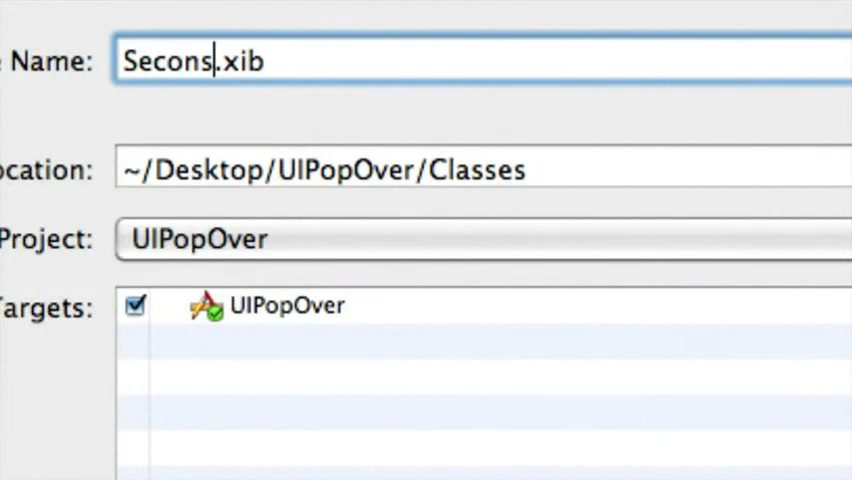 Name: Secons.xib
ocation: ~/Desktop/UIPopOver/Classes
Project: UIPopOver
Targets: UIPopOver